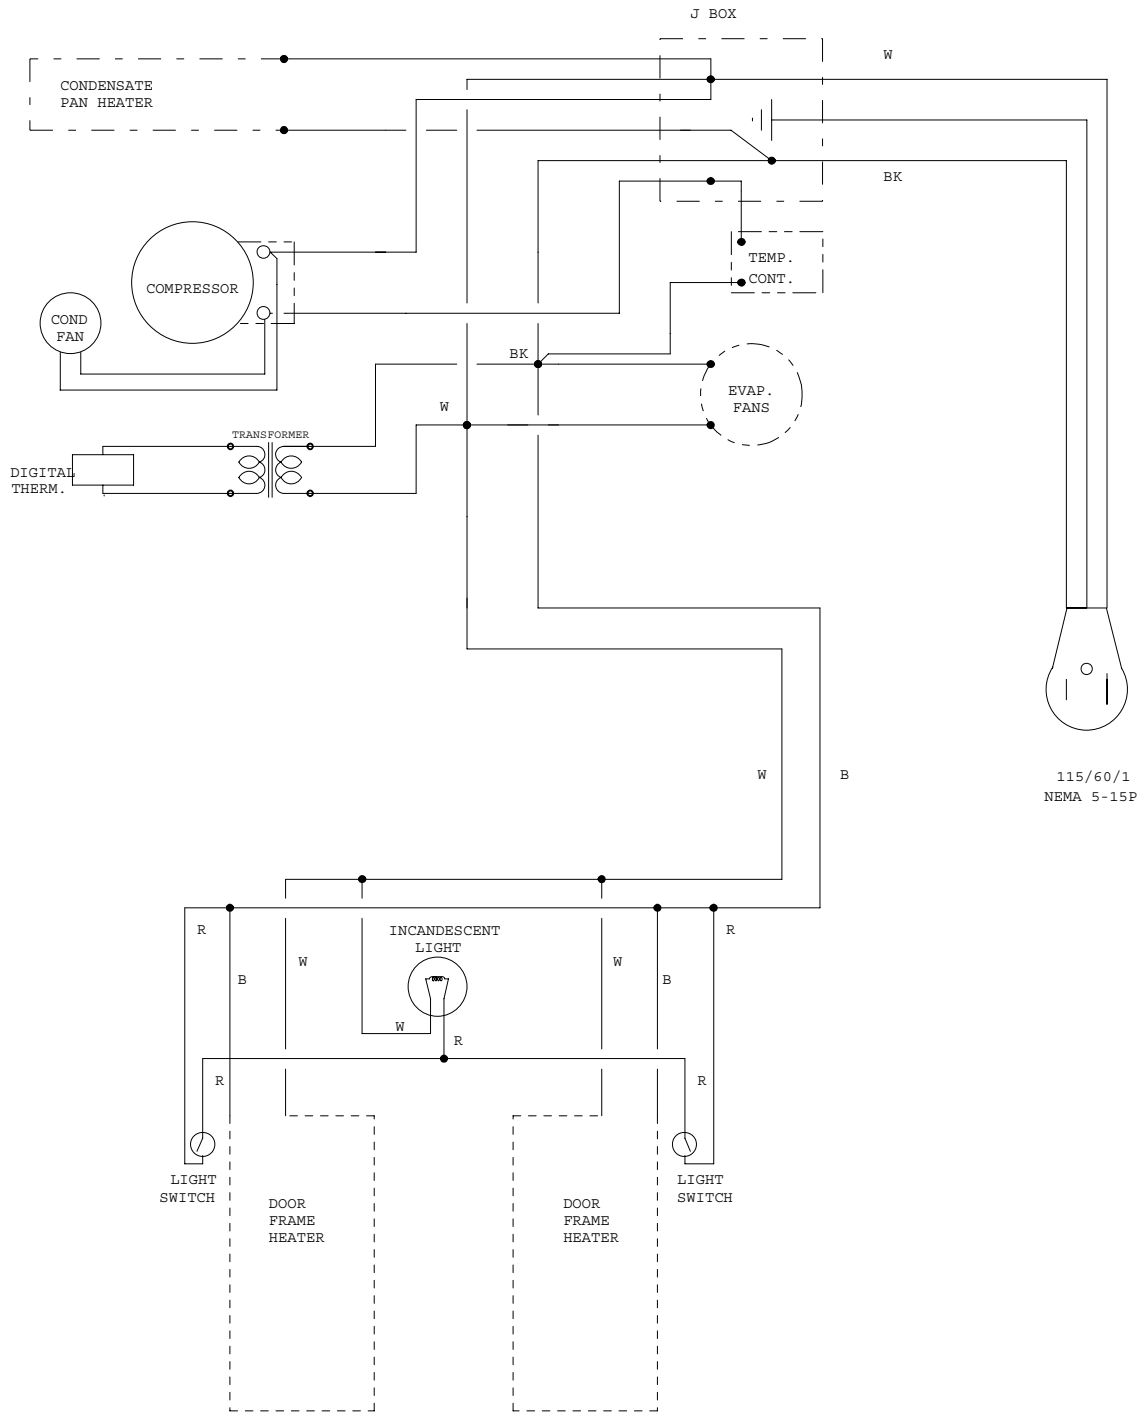 J BOX
W
CONDENSATE
PAN HEATER
BK
TEMP.
CONT.
COMPRESSOR
COND
FAN
BK
EVAP.
FANS
W
TRANSFORMER
DIGITAL
THERM.
W
B
115/60/1
NEMA 5-15P
R
INCANDESCENT
LIGHT
R
W
W
B
B
W
R
R
R
LIGHT
SWITCH
LIGHT
SWITCH
DOOR
FRAME
HEATER
DOOR
FRAME
HEATER